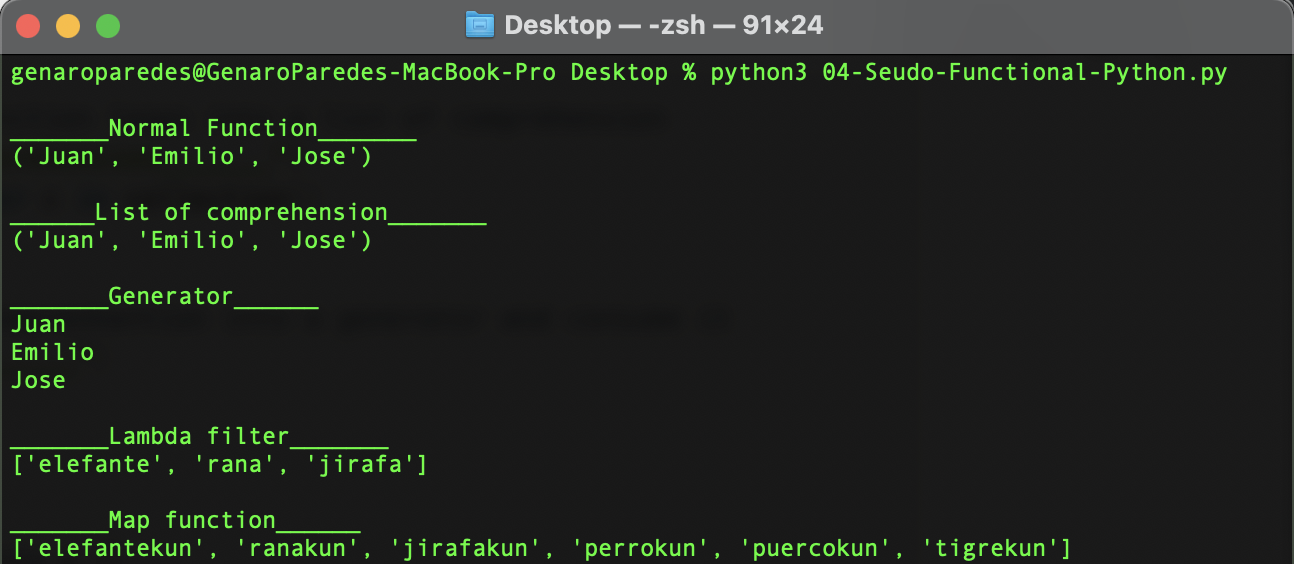 Desktop — -zsh — 91×24
genaroparedes@GenaroParedes-MacBook-Pro Desktop % python3 04-Seudo-Functional-Python.py
_______Normal Function_______
('Juan', 'Emilio', 'Jose')
______List of comprehension_______
('Juan', 'Emilio', 'Jose')
_______Generator______
Juan
Emilio
Jose
_______Lambda filter_______
['elefante', 'rana', 'jirafa']
_______Map function______
['elefantekun', 'ranakun', 'jirafakun', 'perrokun', 'puercokun', 'tigrekun']